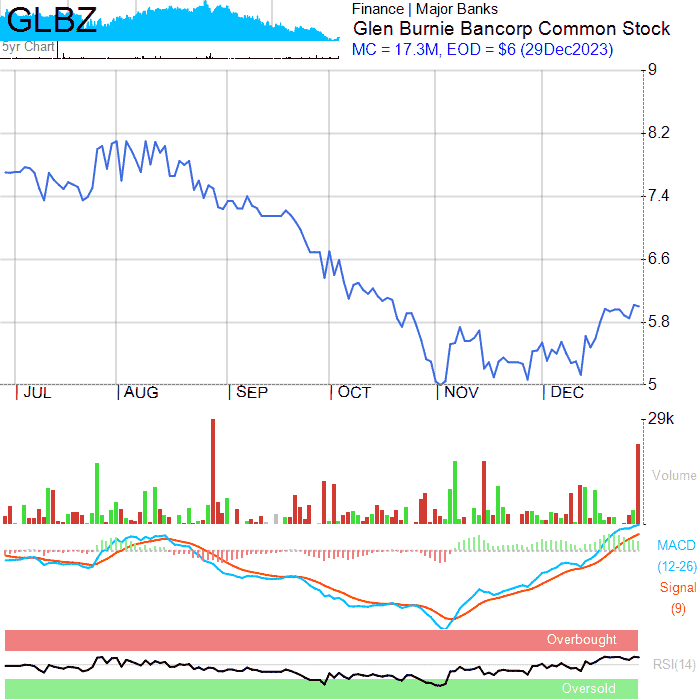 GLBZ
5yr Chart
Finance | Major Banks
Glen Burnie Bancorp Common Stock
MC = 17.3M, EOD = $6 (29Dec2023)
9
8.2
7.4
6.6
5.8
5
JUL AUG SEP OCT NOV DEC
29k
Volume
MACD
(12-26)
Signal
(9)
Overbought
RSI(14)
Oversold